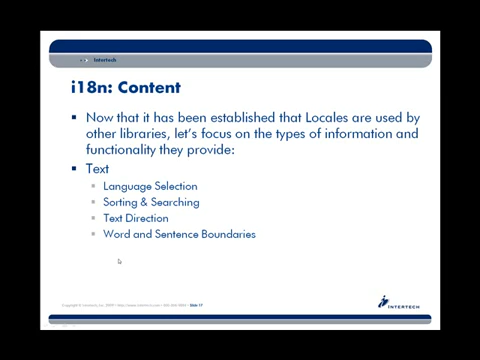 Intertech
i18n: Content
Now that it has been established that Locales are used by
other libraries, let's focus on the types of information and
functionality they provide:
Text
Language Selection
Sorting & Searching
Text Direction
Word and Sentence Boundaries
Slide 17
INTERTECH